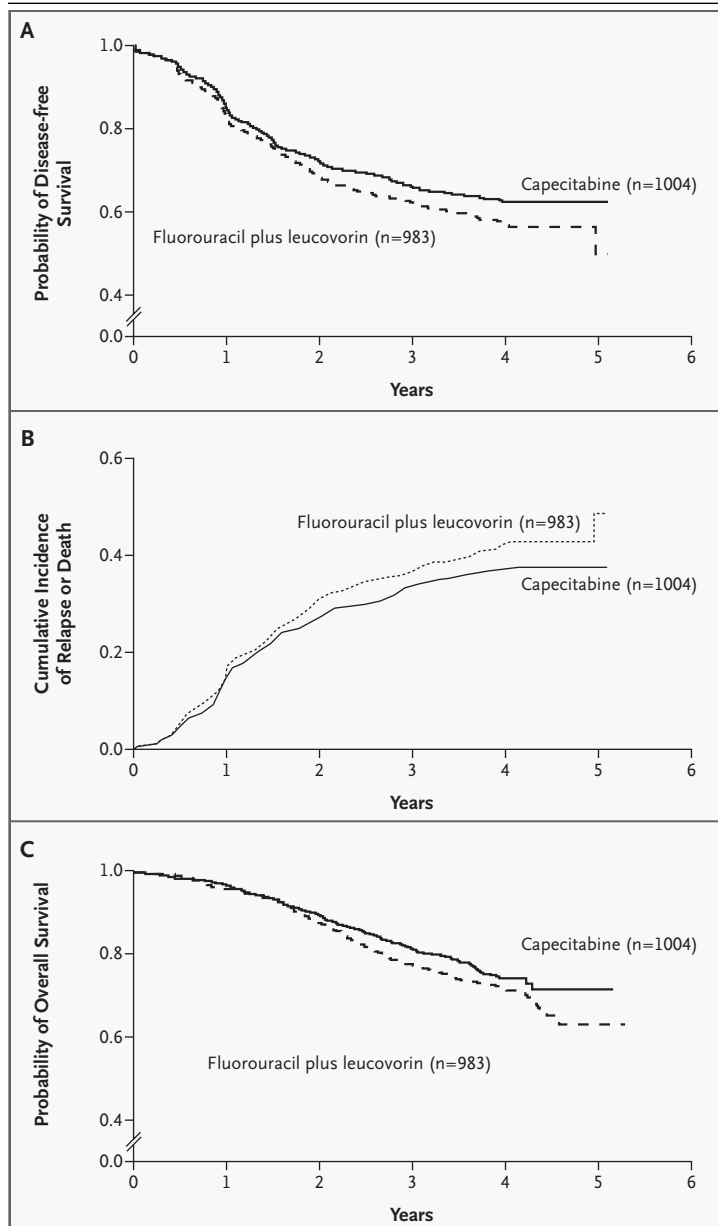 A
1.0
0.8
0.6
0.4
0.0
Probability of Disease-free
Survival
Capecitabine (n=1004)
Fluorouracil plus leucovorin (n=983)
0 1 2 3 4 5 6
Years
B
0.6
0.4
0.2
0.0
Cumulative Incidence
of Relapse or Death
Fluorouracil plus leucovorin (n=983)
Capecitabine (n=1004)
0 1 2 3 4 5 6
Years
C
1.0
0.8
0.6
0.4
0.0
Probability of Overall Survival
Capecitabine (n=1004)
Fluorouracil plus leucovorin (n=983)
0 1 2 3 4 5 6
Years